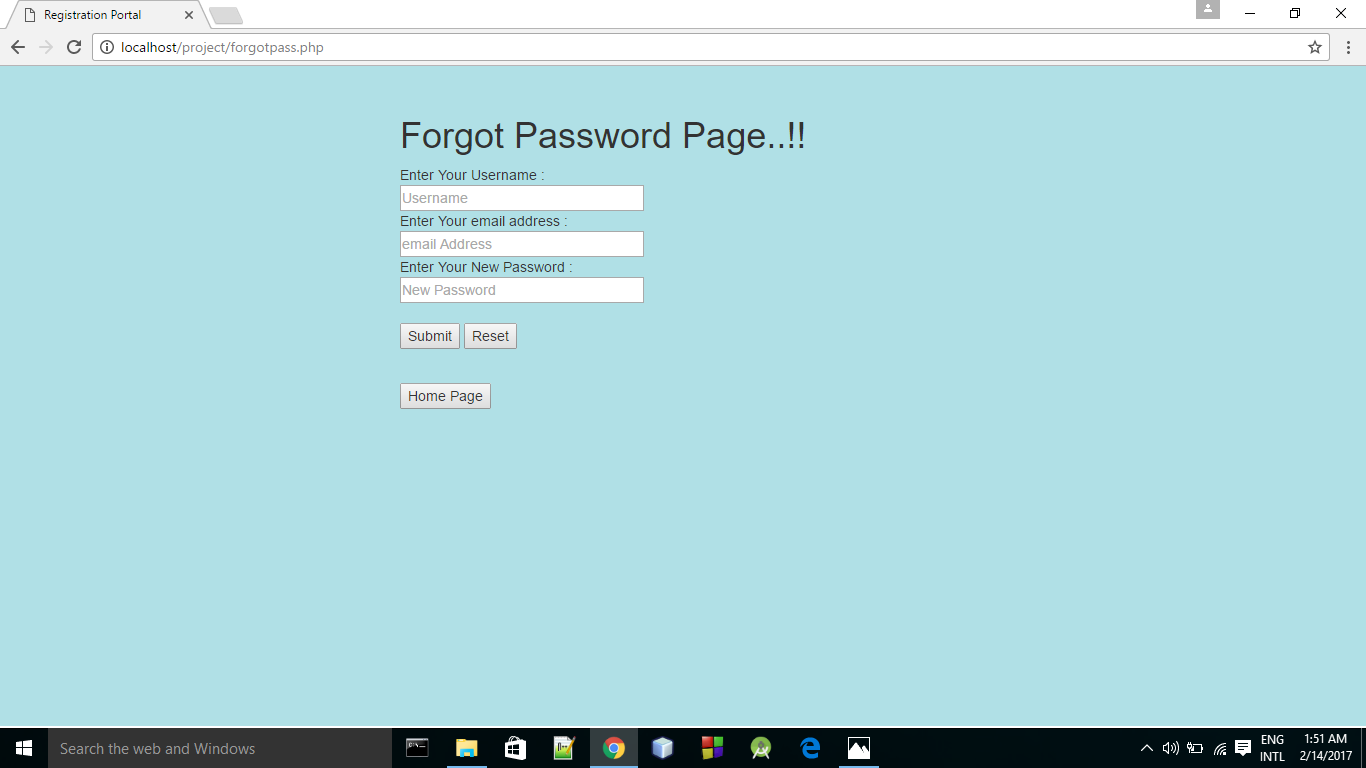 Registration Portal
localhost/project/forgotpass.php
Forgot Password Page..!!
Enter Your Username :
Username
Enter Your email address :
email Address
Enter Your New Password :
New Password
Submit Reset
Home Page
Search the web and Windows
ENG 1:51 AM
INTL 2/14/2017